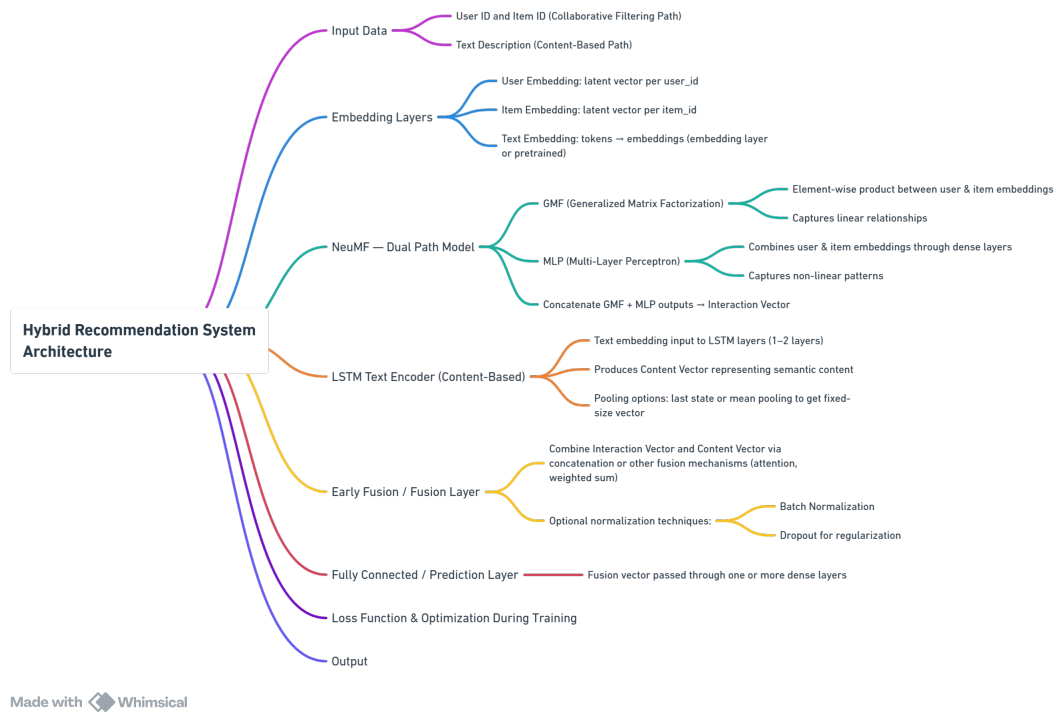 Hybrid Recommendation System
Architecture
Input Data
User ID and Item ID (Collaborative Filtering Path)
Text Description (Content-Based Path)
Embedding Layers
User Embedding: latent vector per user_id
Item Embedding: latent vector per item_id
Text Embedding: tokens → embeddings (embedding layer
or pretrained)
NeuMF — Dual Path Model
GMF (Generalized Matrix Factorization)
Element-wise product between user & item embeddings
Captures linear relationships
MLP (Multi-Layer Perceptron)
Combines user & item embeddings through dense layers
Captures non-linear patterns
Concatenate GMF + MLP outputs → Interaction Vector
LSTM Text Encoder (Content-Based)
Text embedding input to LSTM layers (1–2 layers)
Produces Content Vector representing semantic content
Pooling options: last state or mean pooling to get fixed-
size vector
Early Fusion / Fusion Layer
Combine Interaction Vector and Content Vector via
concatenation or other fusion mechanisms (attention,
weighted sum)
Optional normalization techniques:
Batch Normalization
Dropout for regularization
Fully Connected / Prediction Layer
Fusion vector passed through one or more dense layers
Loss Function & Optimization During Training
Output
Made with Whimsical